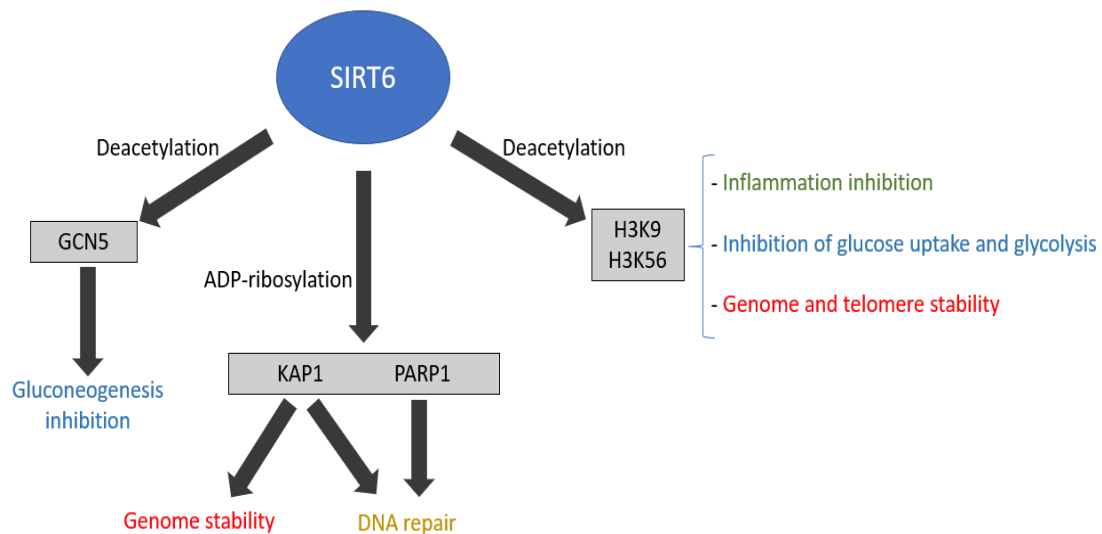 SIRT6
Deacetylation
Deacetylation
GCN5
H3K9
H3K56
- Inflammation inhibition
- Inhibition of glucose uptake and glycolysis
- Genome and telomere stability
ADP-ribosylation
KAP1 PARP1
Gluconeogenesis
inhibition
Genome stability
DNA repair